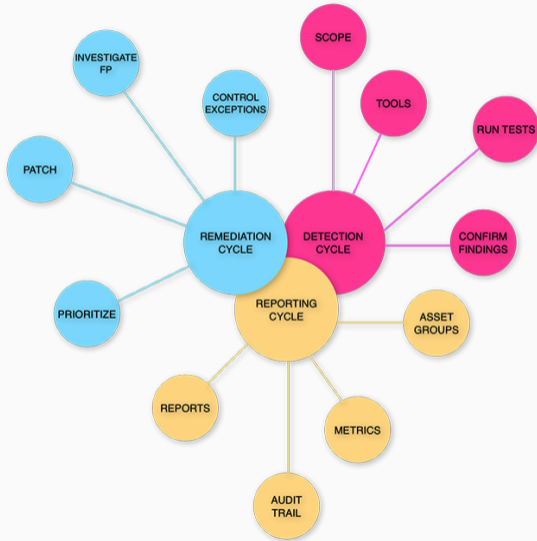 SCOPE
INVESTIGATE
FP
CONTROL
EXCEPTIONS
TOOLS
RUN TESTS
PATCH
REMEDIATION
CYCLE
DETECTION
CYCLE
CONFIRM
FINDINGS
REPORTING
CYCLE
PRIORITIZE
ASSET
GROUPS
REPORTS
METRICS
AUDIT
TRAIL